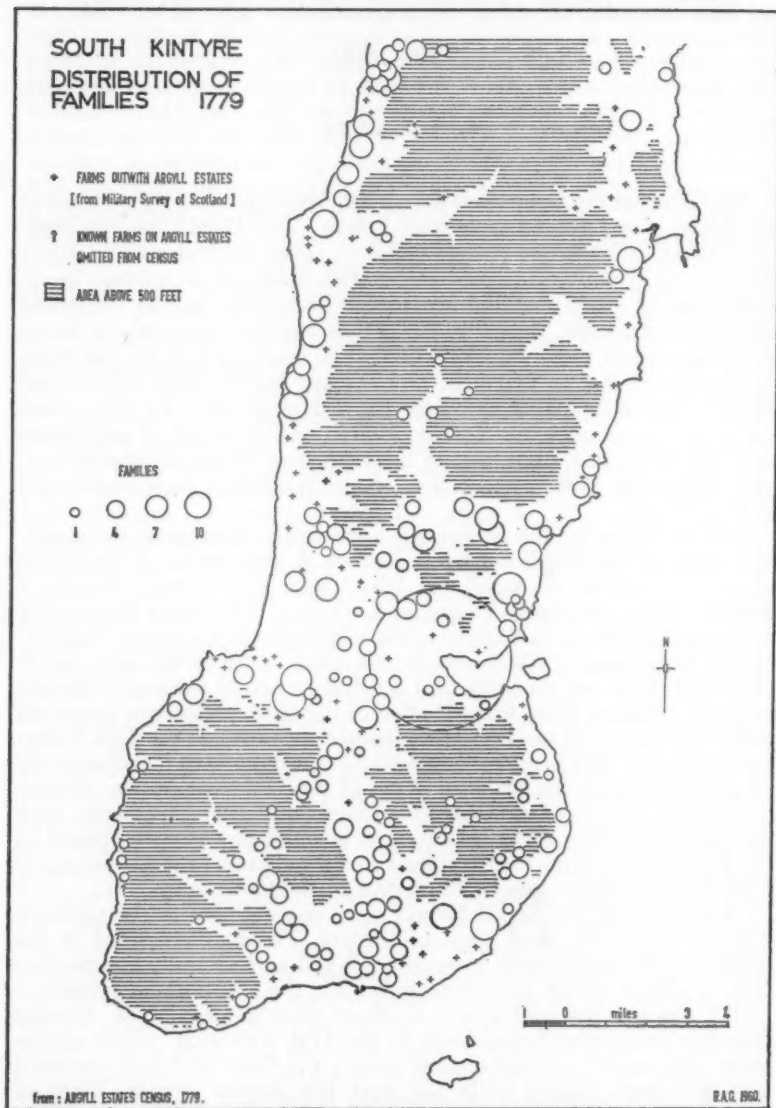 SOUTH KINTYRE
DISTRIBUTION OF
FAMILIES 1779
+ FARMS OUTWITH ARGYLL ESTATES
[from Military Survey of Scotland]
? KNOWN FARMS ON ARGYLL ESTATES
OMITTED FROM CENSUS
AREA ABOVE 500 FEET
FAMILIES
1 4 7 10
N
1 0 miles 3
from : ARGYLL ESTATES CENSUS, 1779.
R.A.G. 1960.